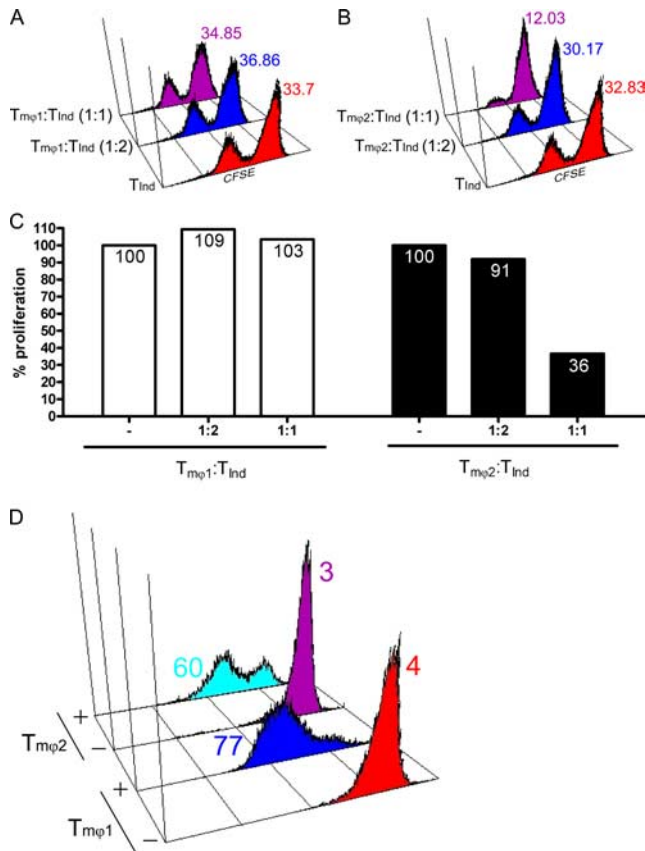 A
34.85
36.86
33.7
Tmφ1:TInd (1:1)
Tmφ1:TInd (1:2)
TInd
CFSE
B
12.03
30.17
32.83
Tmφ2:TInd (1:1)
Tmφ2:TInd (1:2)
TInd
CFSE
C
% proliferation
110
100
90
80
70
60
50
40
30
20
10
0
100
109
103
100
91
36
- 1:2 1:1 - 1:2 1:1
Tmφ1:TInd Tmφ2:TInd
D
3
60
4
77
+
Tmφ2
-
+
Tmφ1
-